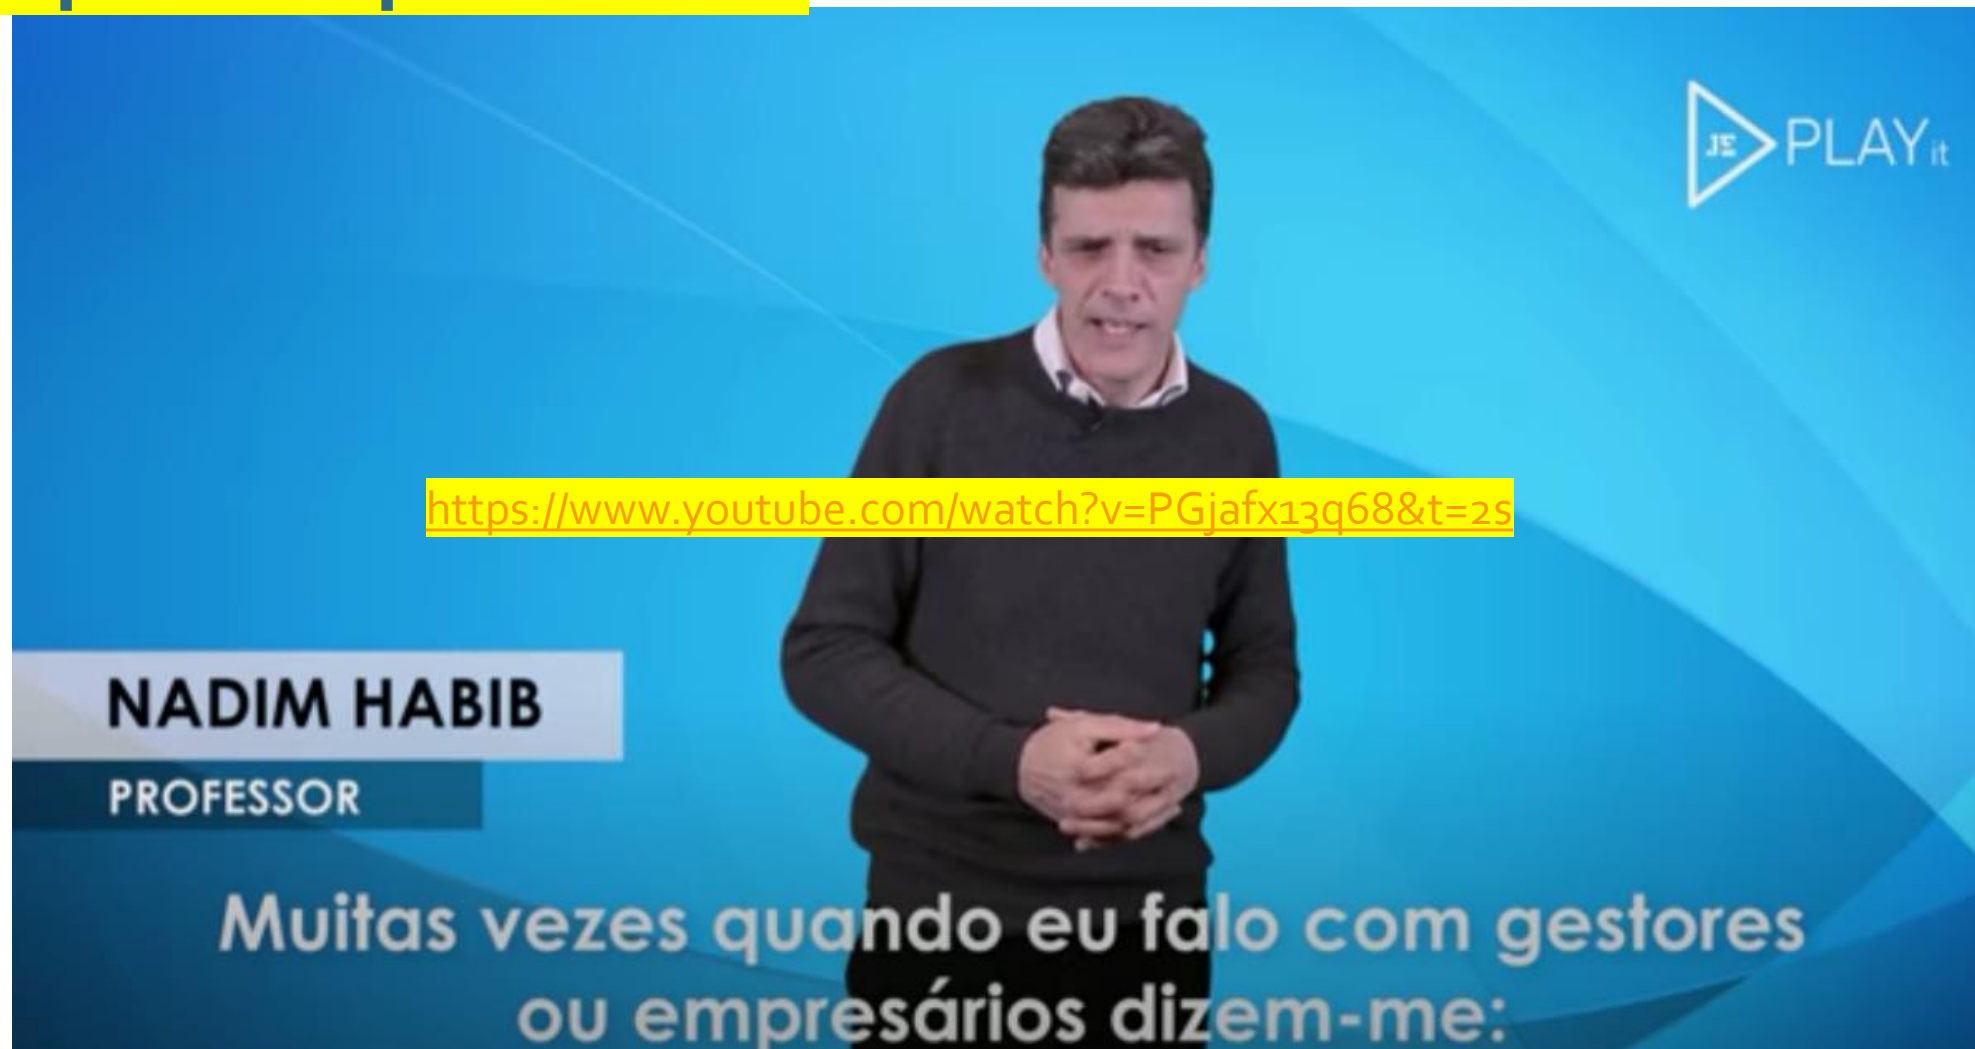 JE PLAY it
https://www.youtube.com/watch?v=PGjafx13q68&t=2s
NADIM HABIB
PROFESSOR
Muitas vezes quando eu falo com gestores
ou empresários dizem-me: